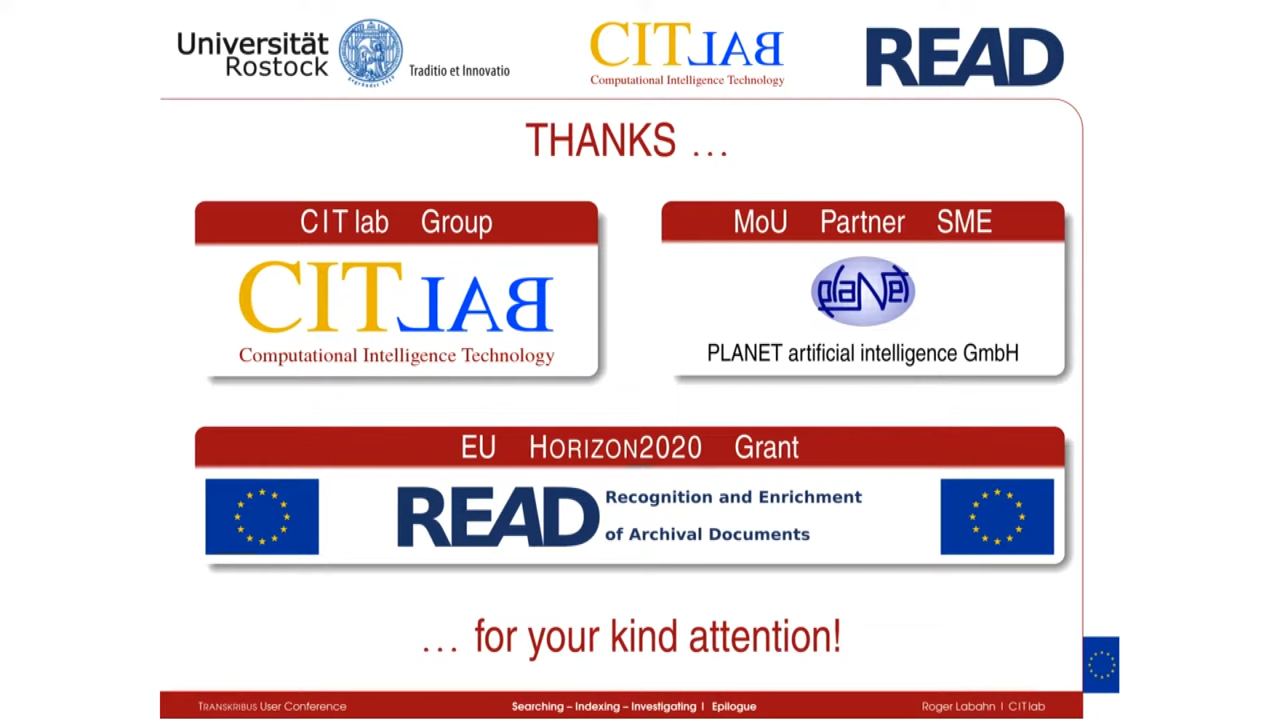 Universität
Rostock
Traditio et Innovatio
CITLAB
Computational Intelligence Technology
READ
THANKS ...
CIT lab Group
CITLAB
Computational Intelligence Technology
MoU Partner SME
plaNet
PLANET artificial intelligence GmbH
EU HORIZON2020 Grant
READ
Recognition and Enrichment
of Archival Documents
... for your kind attention!
TRANSKRIBUS User Conference
Searching – Indexing – Investigating | Epilogue
Roger Labahn | CIT lab